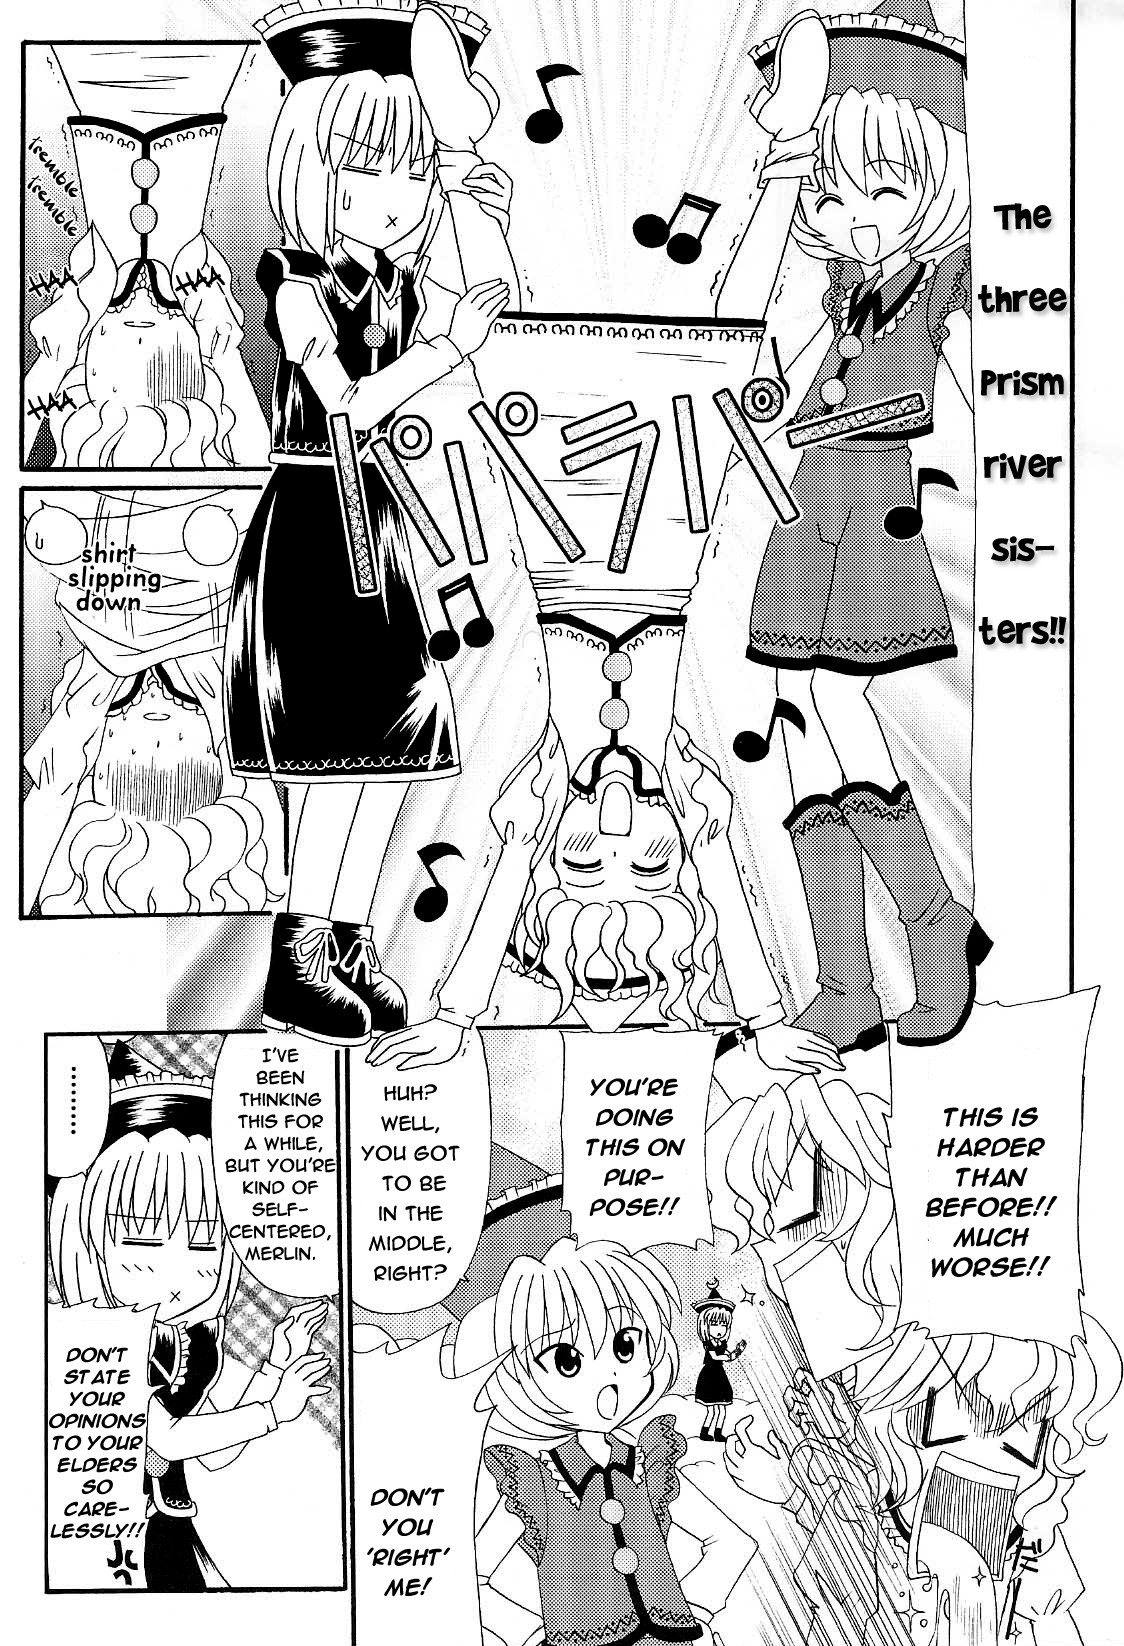 The
three
Prism
river
sis-
ters!!
パパラパー
tremble
tremble
HAA
HAA
HAA
shirt
slipping
down
THIS IS
HARDER
THAN
BEFORE!!
MUCH
WORSE!!
YOU'RE
DOING
THIS ON
PUR-
POSE!!
HUH?
WELL,
YOU GOT
TO BE
IN THE
MIDDLE,
RIGHT?
DON'T
YOU
'RIGHT'
ME!
I'VE
BEEN
THINKING
THIS FOR
A WHILE,
BUT YOU'RE
KIND OF
SELF-
CENTERED,
MERLIN.
.........
DON'T
STATE
YOUR
OPINIONS
TO YOUR
ELDERS
SO
CARE-
LESSLY!!